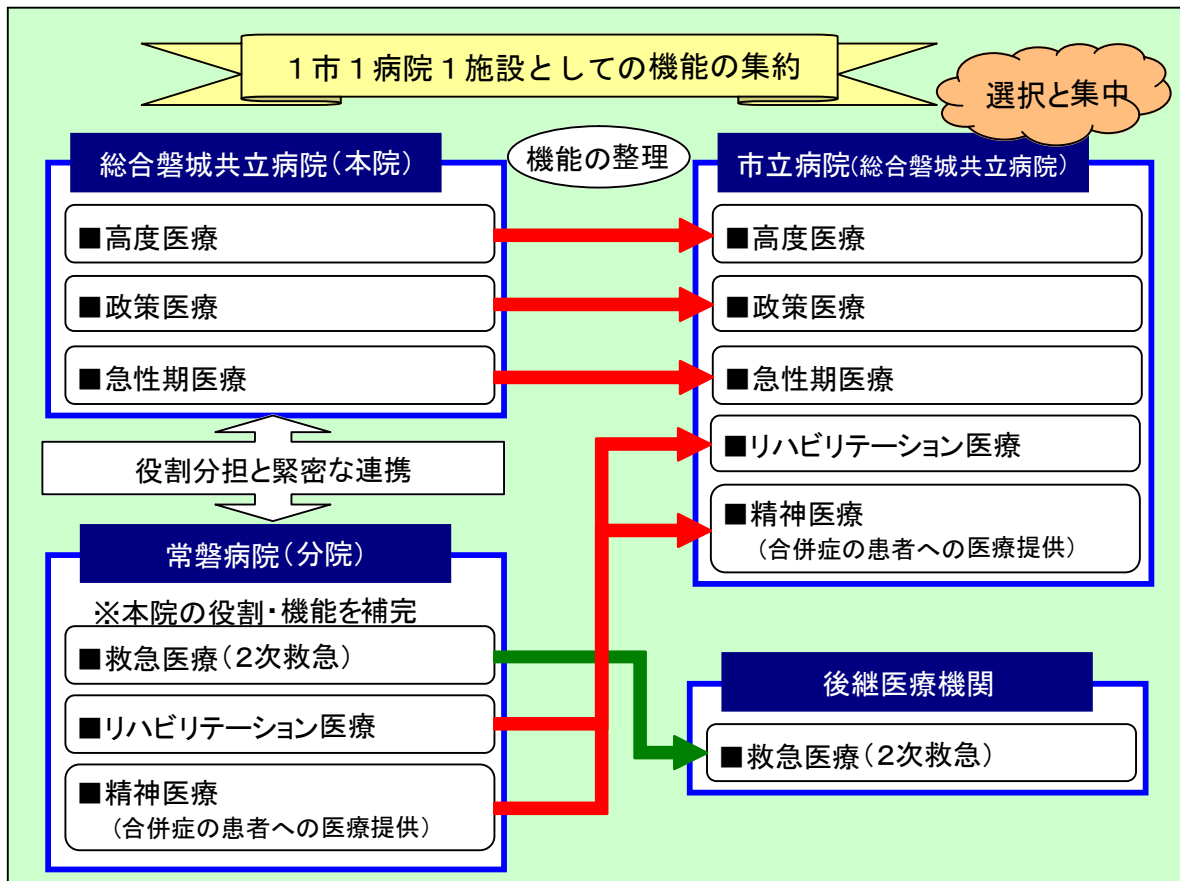 1市1病院1施設としての機能の集約
選択と集中
総合磐城共立病院(本院)
■高度医療
■政策医療
■急性期医療
役割分担と緊密な連携
常磐病院(分院)
※本院の役割・機能を補完
■救急医療(2次救急)
■リハビリテーション医療
■精神医療
(合併症の患者への医療提供)
機能の整理
市立病院(総合磐城共立病院)
■高度医療
■政策医療
■急性期医療
■リハビリテーション医療
■精神医療
(合併症の患者への医療提供)
後継医療機関
■救急医療(2次救急)